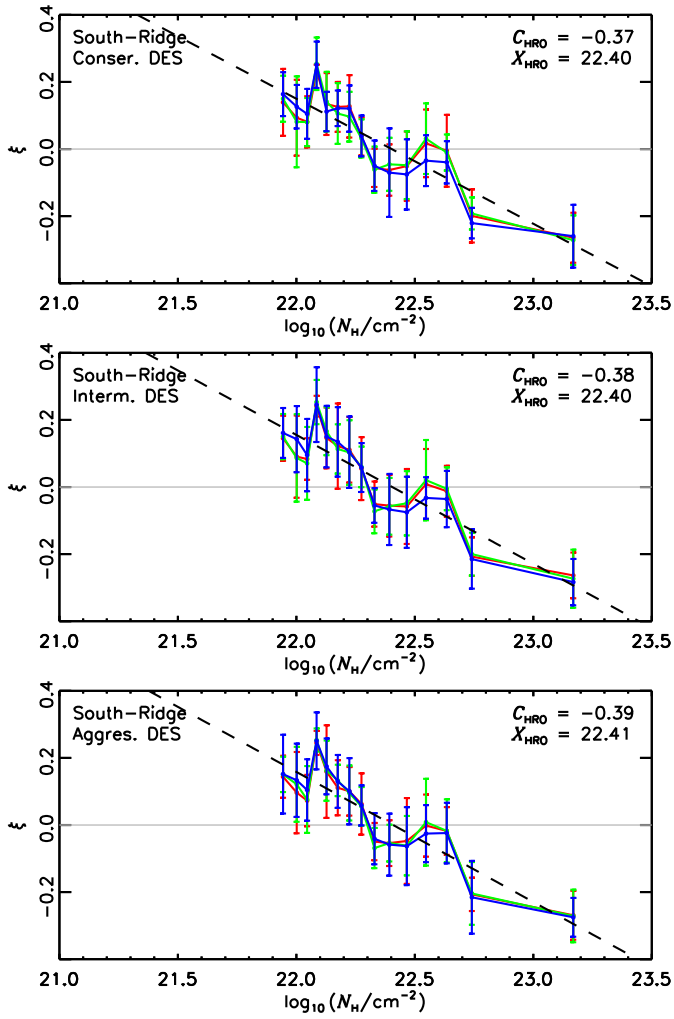 0.4
South−Ridge
Conser. DES
C_HRO = −0.37
X_HRO = 22.40
0.2
0.0
−0.2
ξ
21.0 21.5 22.0 22.5 23.0 23.5
log10 (N_H/cm−2)
0.4
South−Ridge
Interm. DES
C_HRO = −0.38
X_HRO = 22.40
0.2
0.0
−0.2
ξ
21.0 21.5 22.0 22.5 23.0 23.5
log10 (N_H/cm−2)
0.4
South−Ridge
Aggres. DES
C_HRO = −0.39
X_HRO = 22.41
0.2
0.0
−0.2
ξ
21.0 21.5 22.0 22.5 23.0 23.5
log10 (N_H/cm−2)